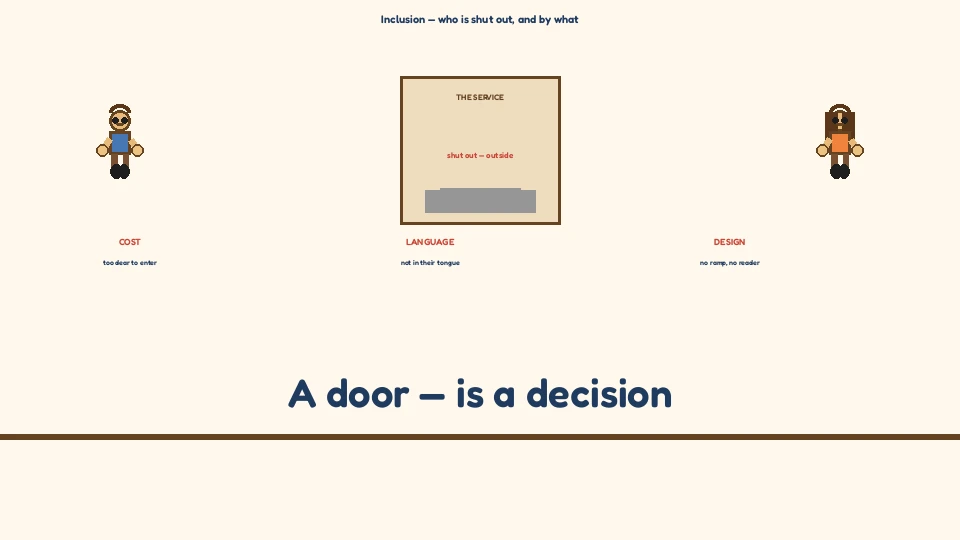 Inclusion — who is shut out, and by what
THE SERVICE
shut out — outside
COST
LANGUAGE
DESIGN
too dear to enter
not in their tongue
no ramp, no reader
A door — is a decision